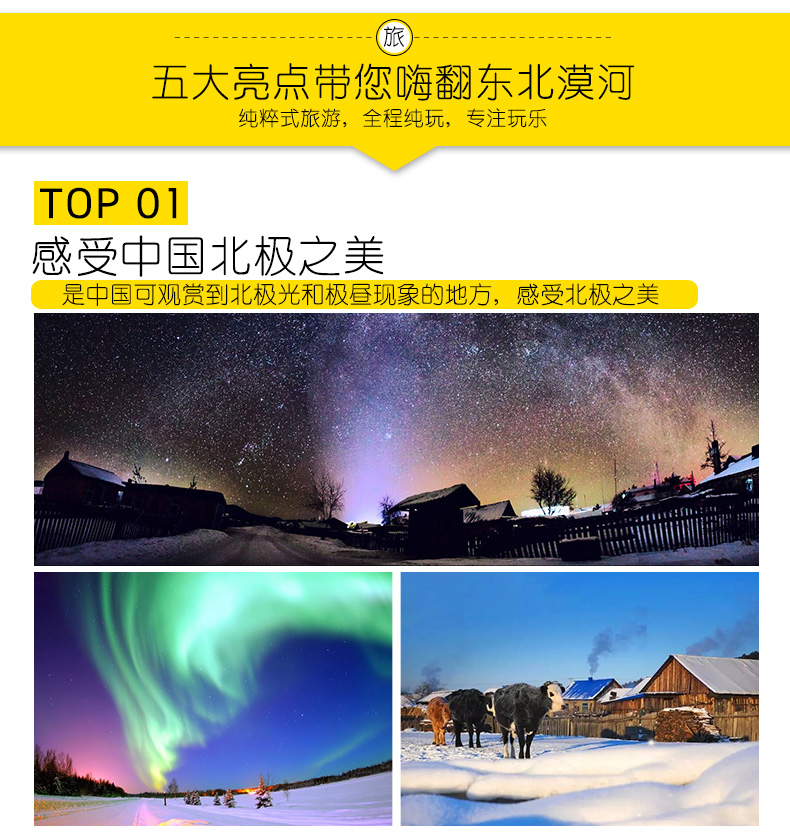 旅
五大亮点带您嗨翻东北漠河
纯粹式旅游，全程纯玩，专注玩乐
TOP 01
感受中国北极之美
是中国可观赏到北极光和极昼现象的地方，感受北极之美